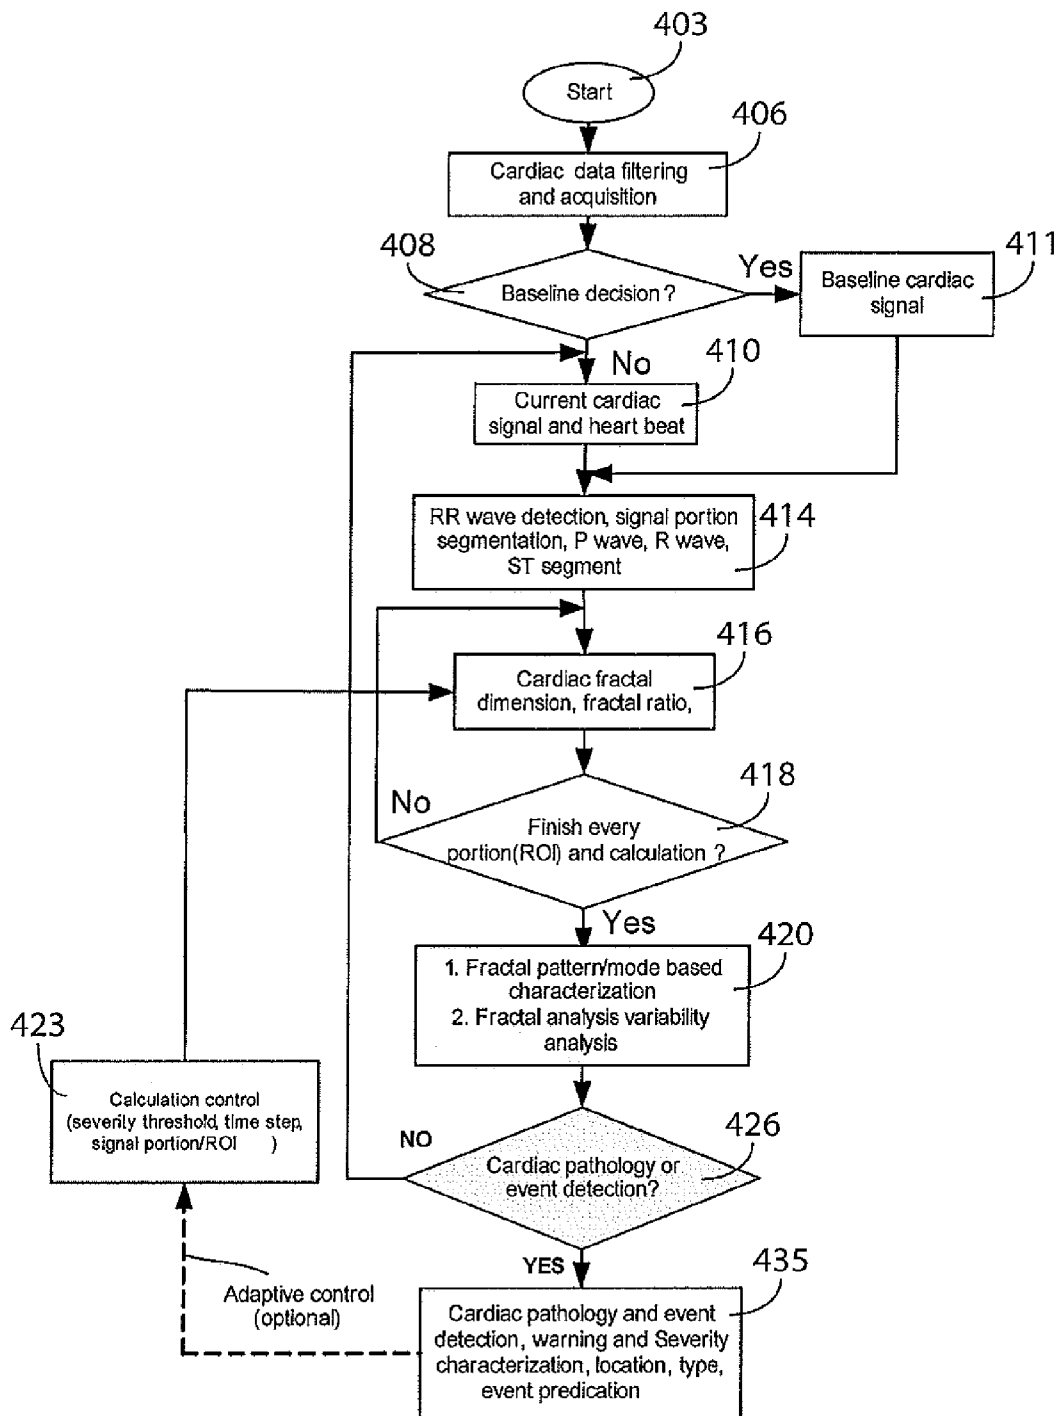 403
Start
406
Cardiac data filtering
and acquisition
408
Baseline decision?
Yes
411
Baseline cardiac
signal
No
410
Current cardiac
signal and heart beat
RR wave detection, signal portion
segmentation, P wave, R wave,
ST segment
414
416
Cardiac fractal
dimension, fractal ratio,
No
418
Finish every
portion(ROI) and calculation ?
Yes
420
1. Fractal pattern/mode based
characterization
2. Fractal analysis variability
analysis
423
Calculation control
(severity threshold, time step,
signal portion/ROI )
NO
426
Cardiac pathology or
event detection?
YES
435
Adaptive control
(optional)
Cardiac pathology and event
detection, warning and Severity
characterization, location, type,
event predication